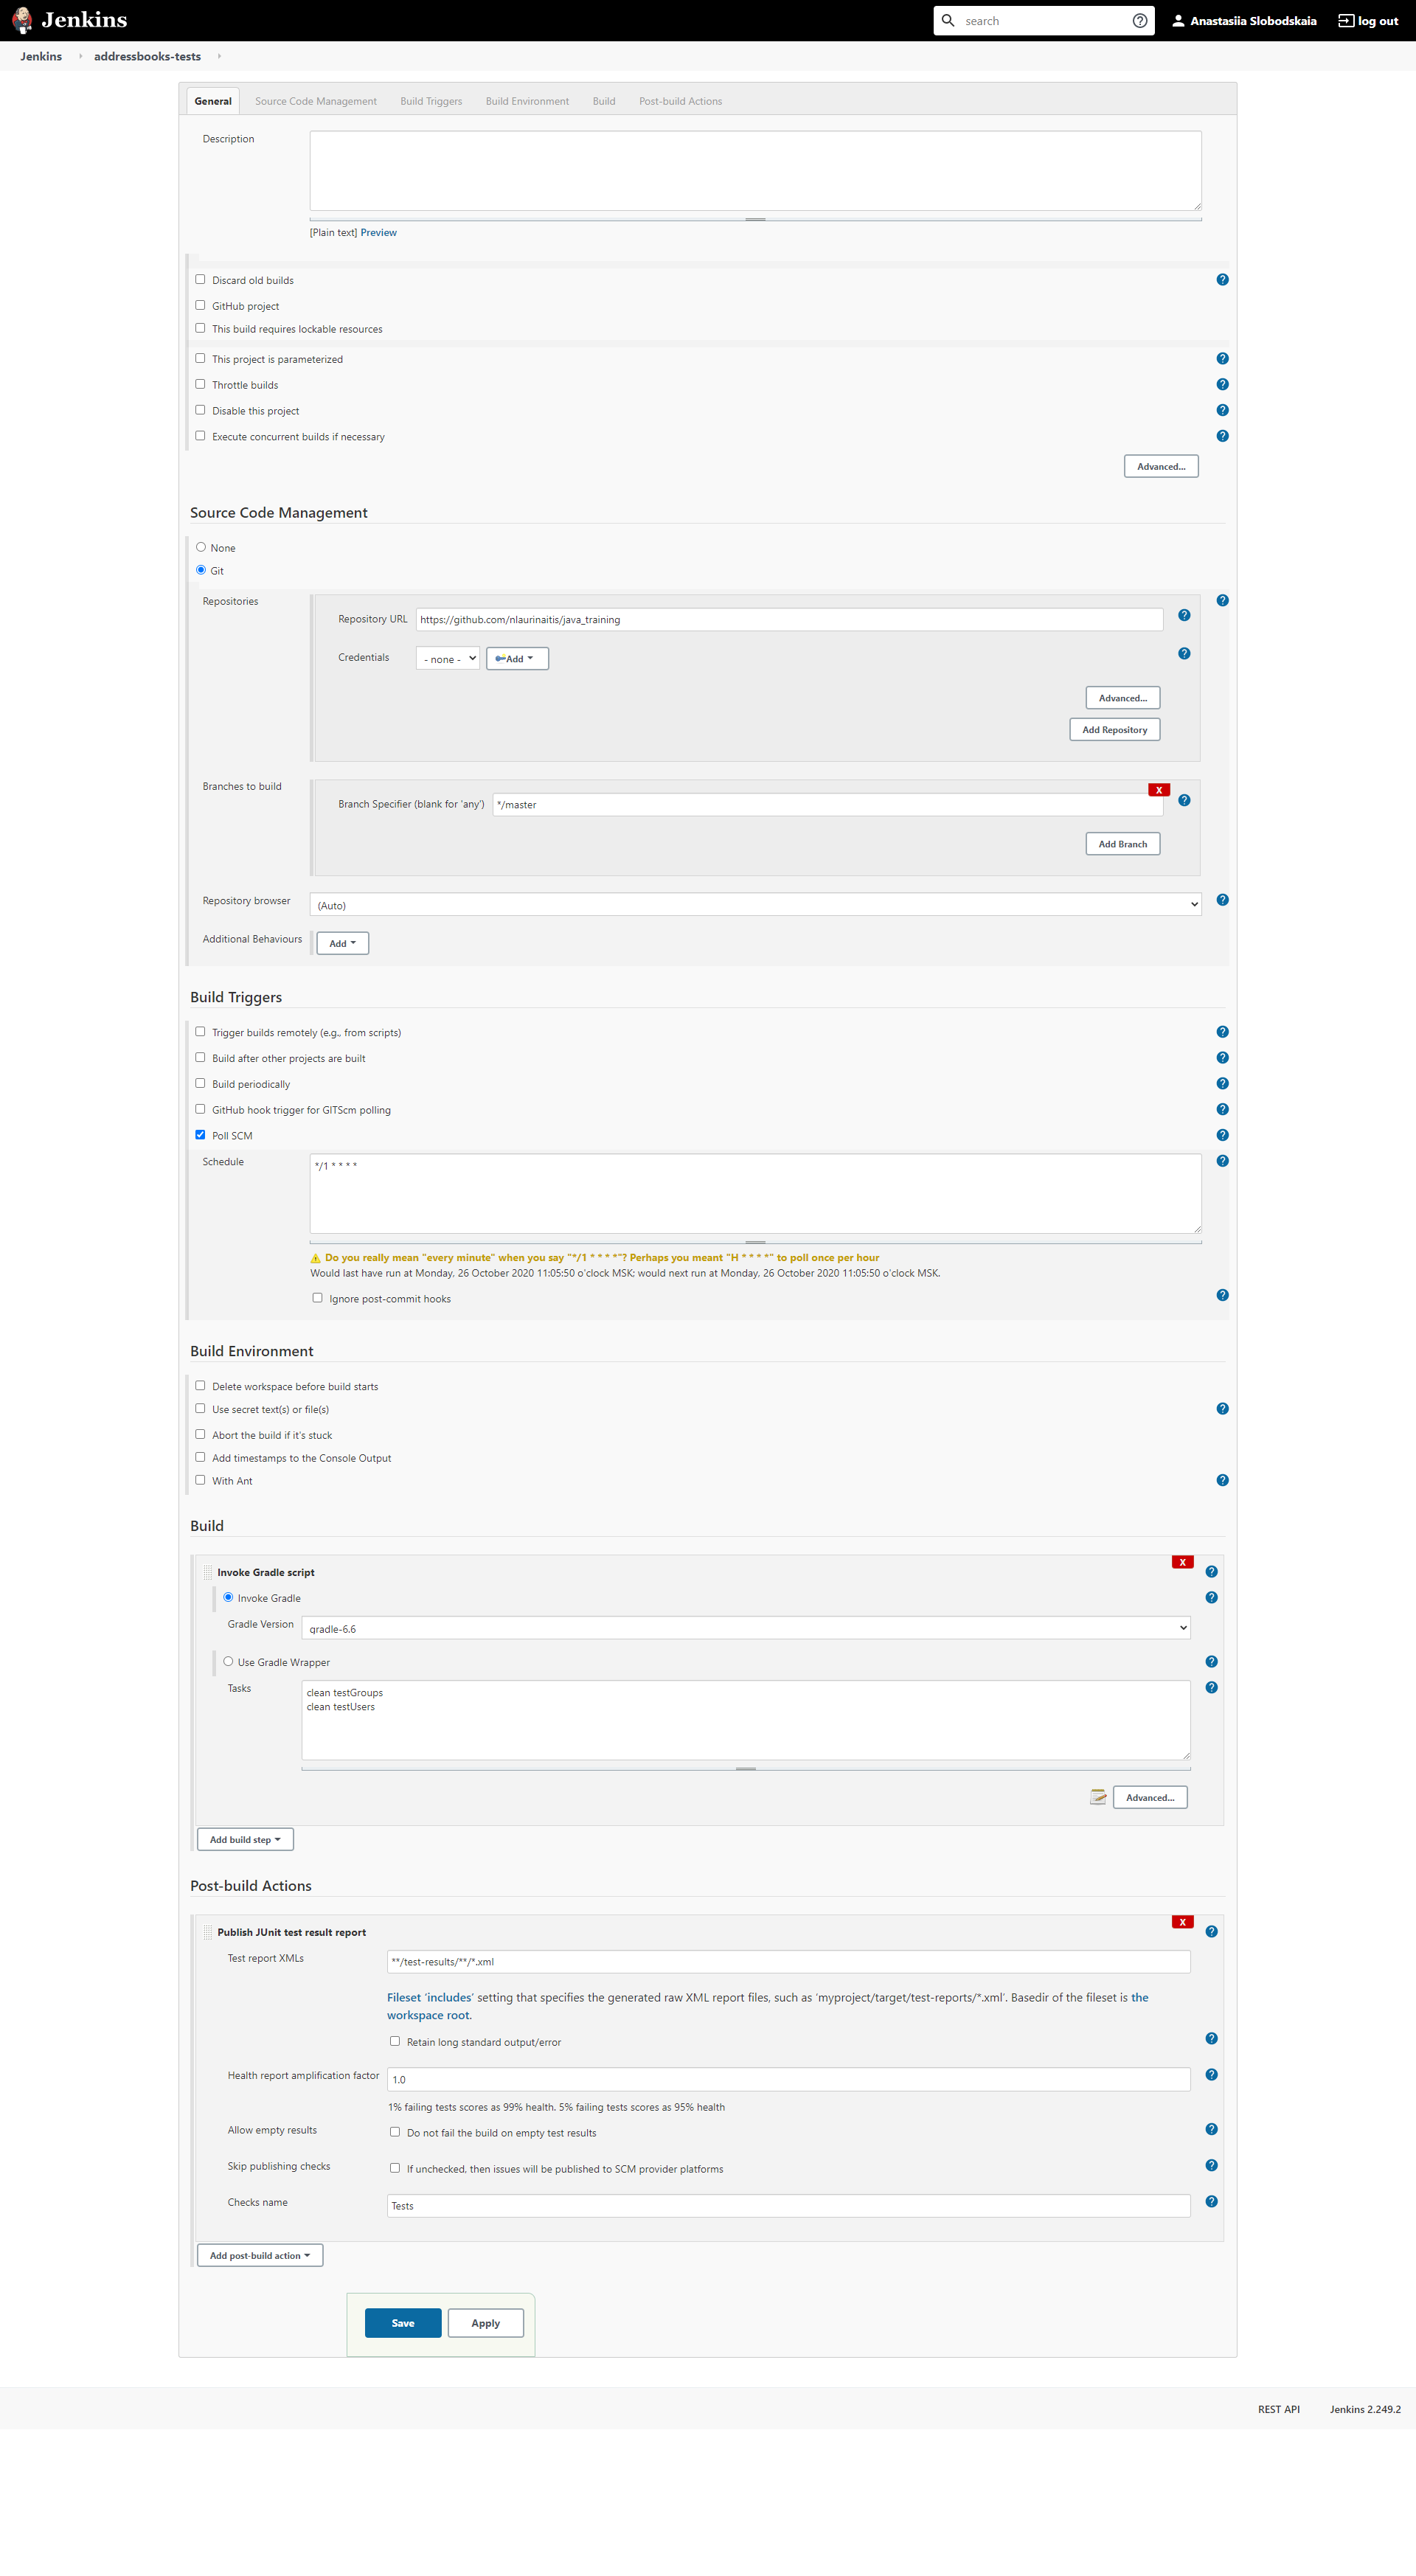 Jenkins
search
Anastasiia Slobodskaia
log out
Jenkins
addressbooks-tests
General
Source Code Management
Build Triggers
Build Environment
Build
Post-build Actions
Description
[Plain text] Preview
Discard old builds
GitHub project
This build requires lockable resources
This project is parameterized
Throttle builds
Disable this project
Execute concurrent builds if necessary
Advanced...
Source Code Management
None
Git
Repositories
Repository URL
https://github.com/nlaurinaitis/java_training
Credentials
- none -
Add
Advanced...
Add Repository
Branches to build
X
Branch Specifier (blank for 'any')
*/master
Add Branch
Repository browser
(Auto)
Additional Behaviours
Add
Build Triggers
Trigger builds remotely (e.g., from scripts)
Build after other projects are built
Build periodically
GitHub hook trigger for GITScm polling
Poll SCM
Schedule
*/1 * * * *
Do you really mean "every minute" when you say "*/1 * * * *"? Perhaps you meant "H * * * *" to poll once per hour
Would last have run at Monday, 26 October 2020 11:05:50 o'clock MSK; would next run at Monday, 26 October 2020 11:05:50 o'clock MSK.
Ignore post-commit hooks
Build Environment
Delete workspace before build starts
Use secret text(s) or file(s)
Abort the build if it's stuck
Add timestamps to the Console Output
With Ant
Build
X
Invoke Gradle script
Invoke Gradle
Gradle Version
gradle-6.6
Use Gradle Wrapper
Tasks
clean testGroups
clean testUsers
Advanced...
Add build step
Post-build Actions
X
Publish JUnit test result report
Test report XMLs
**/test-results/**/*.xml
Fileset 'includes' setting that specifies the generated raw XML report files, such as 'myproject/target/test-reports/*.xml'. Basedir of the fileset is the
workspace root.
Retain long standard output/error
Health report amplification factor
1.0
1% failing tests scores as 99% health. 5% failing tests scores as 95% health
Allow empty results
Do not fail the build on empty test results
Skip publishing checks
If unchecked, then issues will be published to SCM provider platforms
Checks name
Tests
Add post-build action
Save
Apply
REST API
Jenkins 2.249.2